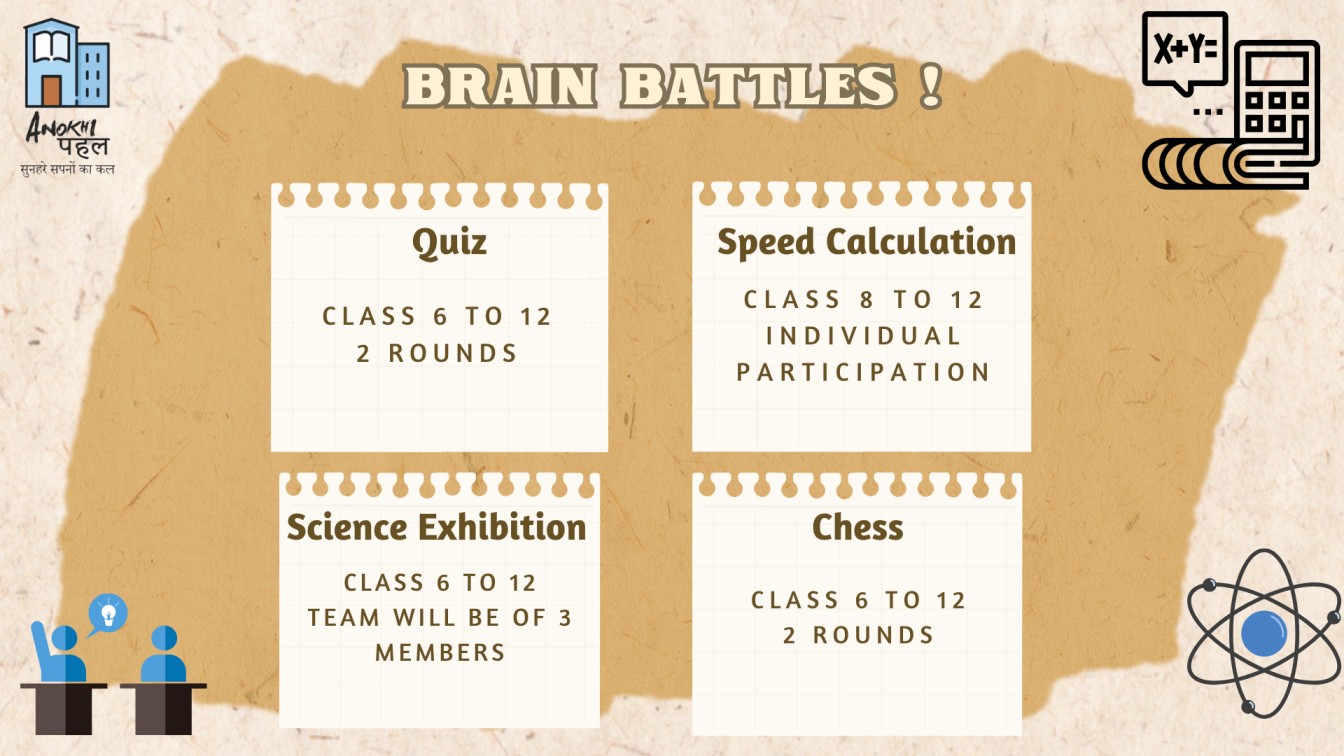 BRAIN BATTLES !
ANOKHI
पहल
सुनहरे सपनों का कल
X+Y=
Quiz
CLASS 6 TO 12
2 ROUNDS
Speed Calculation
CLASS 8 TO 12
INDIVIDUAL
PARTICIPATION
Science Exhibition
CLASS 6 TO 12
TEAM WILL BE OF 3
MEMBERS
Chess
CLASS 6 TO 12
2 ROUNDS